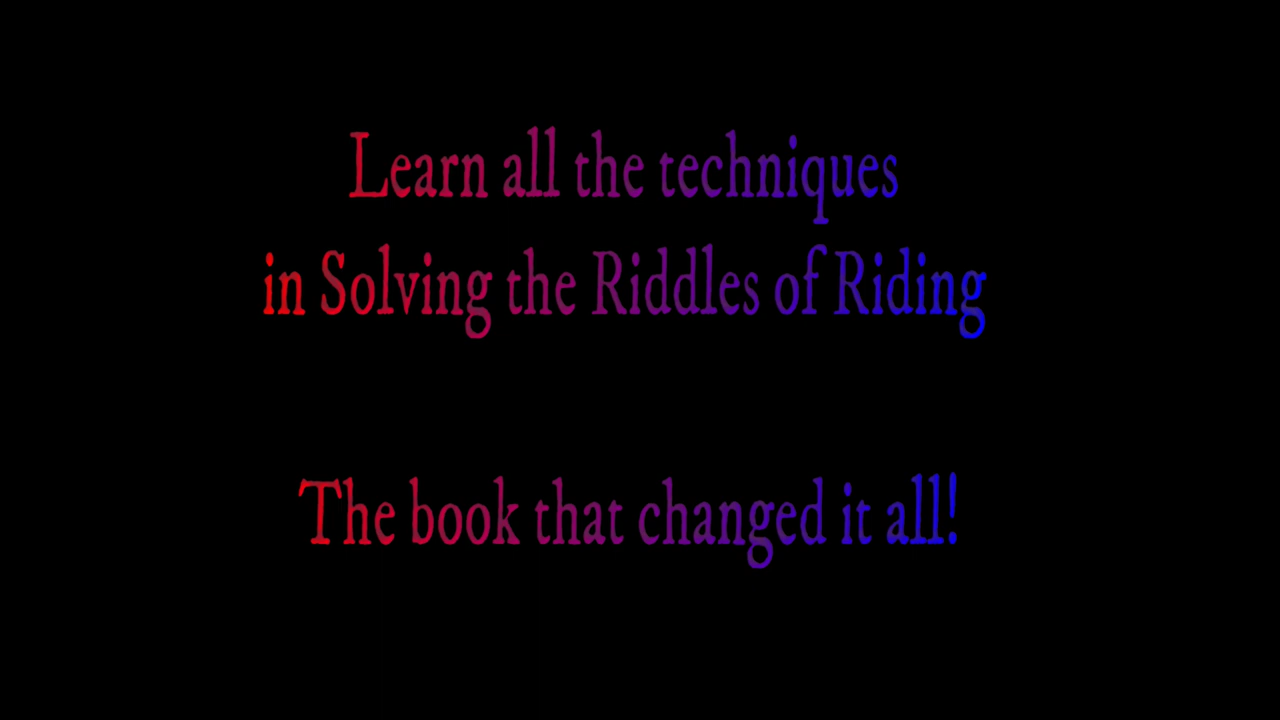 Learn all the techniques
in Solving the Riddles of Riding
The book that changed it all!